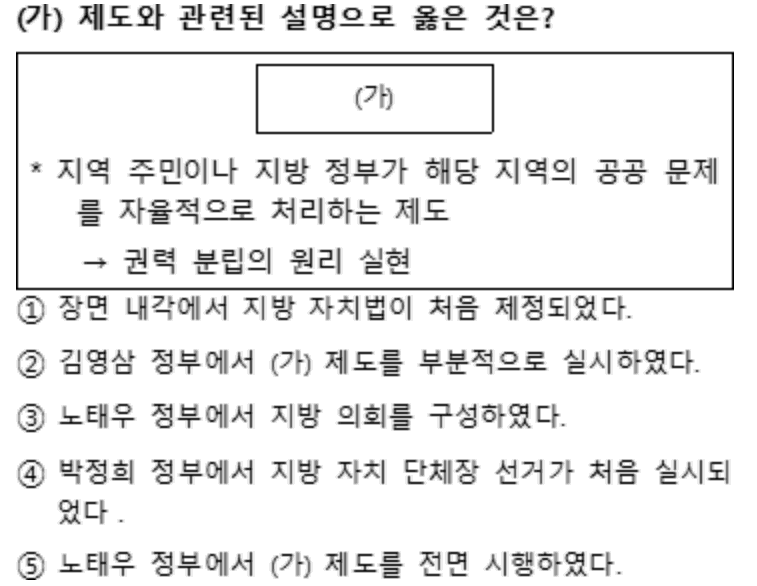 (가) 제도와 관련된 설명으로 옳은 것은?
(가)
* 지역 주민이나 지방 정부가 해당 지역의 공공 문제
를 자율적으로 처리하는 제도
→ 권력 분립의 원리 실현
① 장면 내각에서 지방 자치법이 처음 제정되었다.
② 김영삼 정부에서 (가) 제도를 부분적으로 실시하였다.
③ 노태우 정부에서 지방 의회를 구성하였다.
④ 박정희 정부에서 지방 자치 단체장 선거가 처음 실시되
었다 .
⑤ 노태우 정부에서 (가) 제도를 전면 시행하였다.